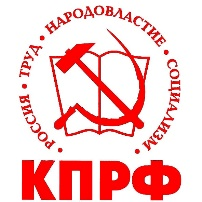 РОССИЯ • ТРУД • НАРОДОВЛАСТИЕ • СОЦИАЛИЗМ •
КПРФ